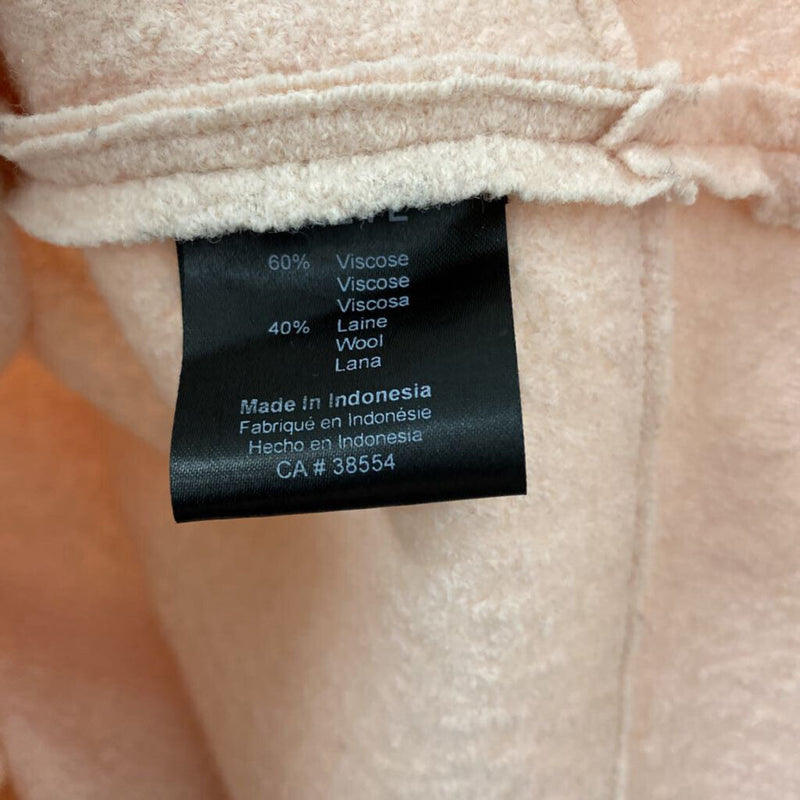 60% Viscose
Viscose
Viscosa
40% Laine
Wool
Lana
Made In Indonesia
Fabriqué en Indonésie
Hecho en Indonesia
CA # 38554